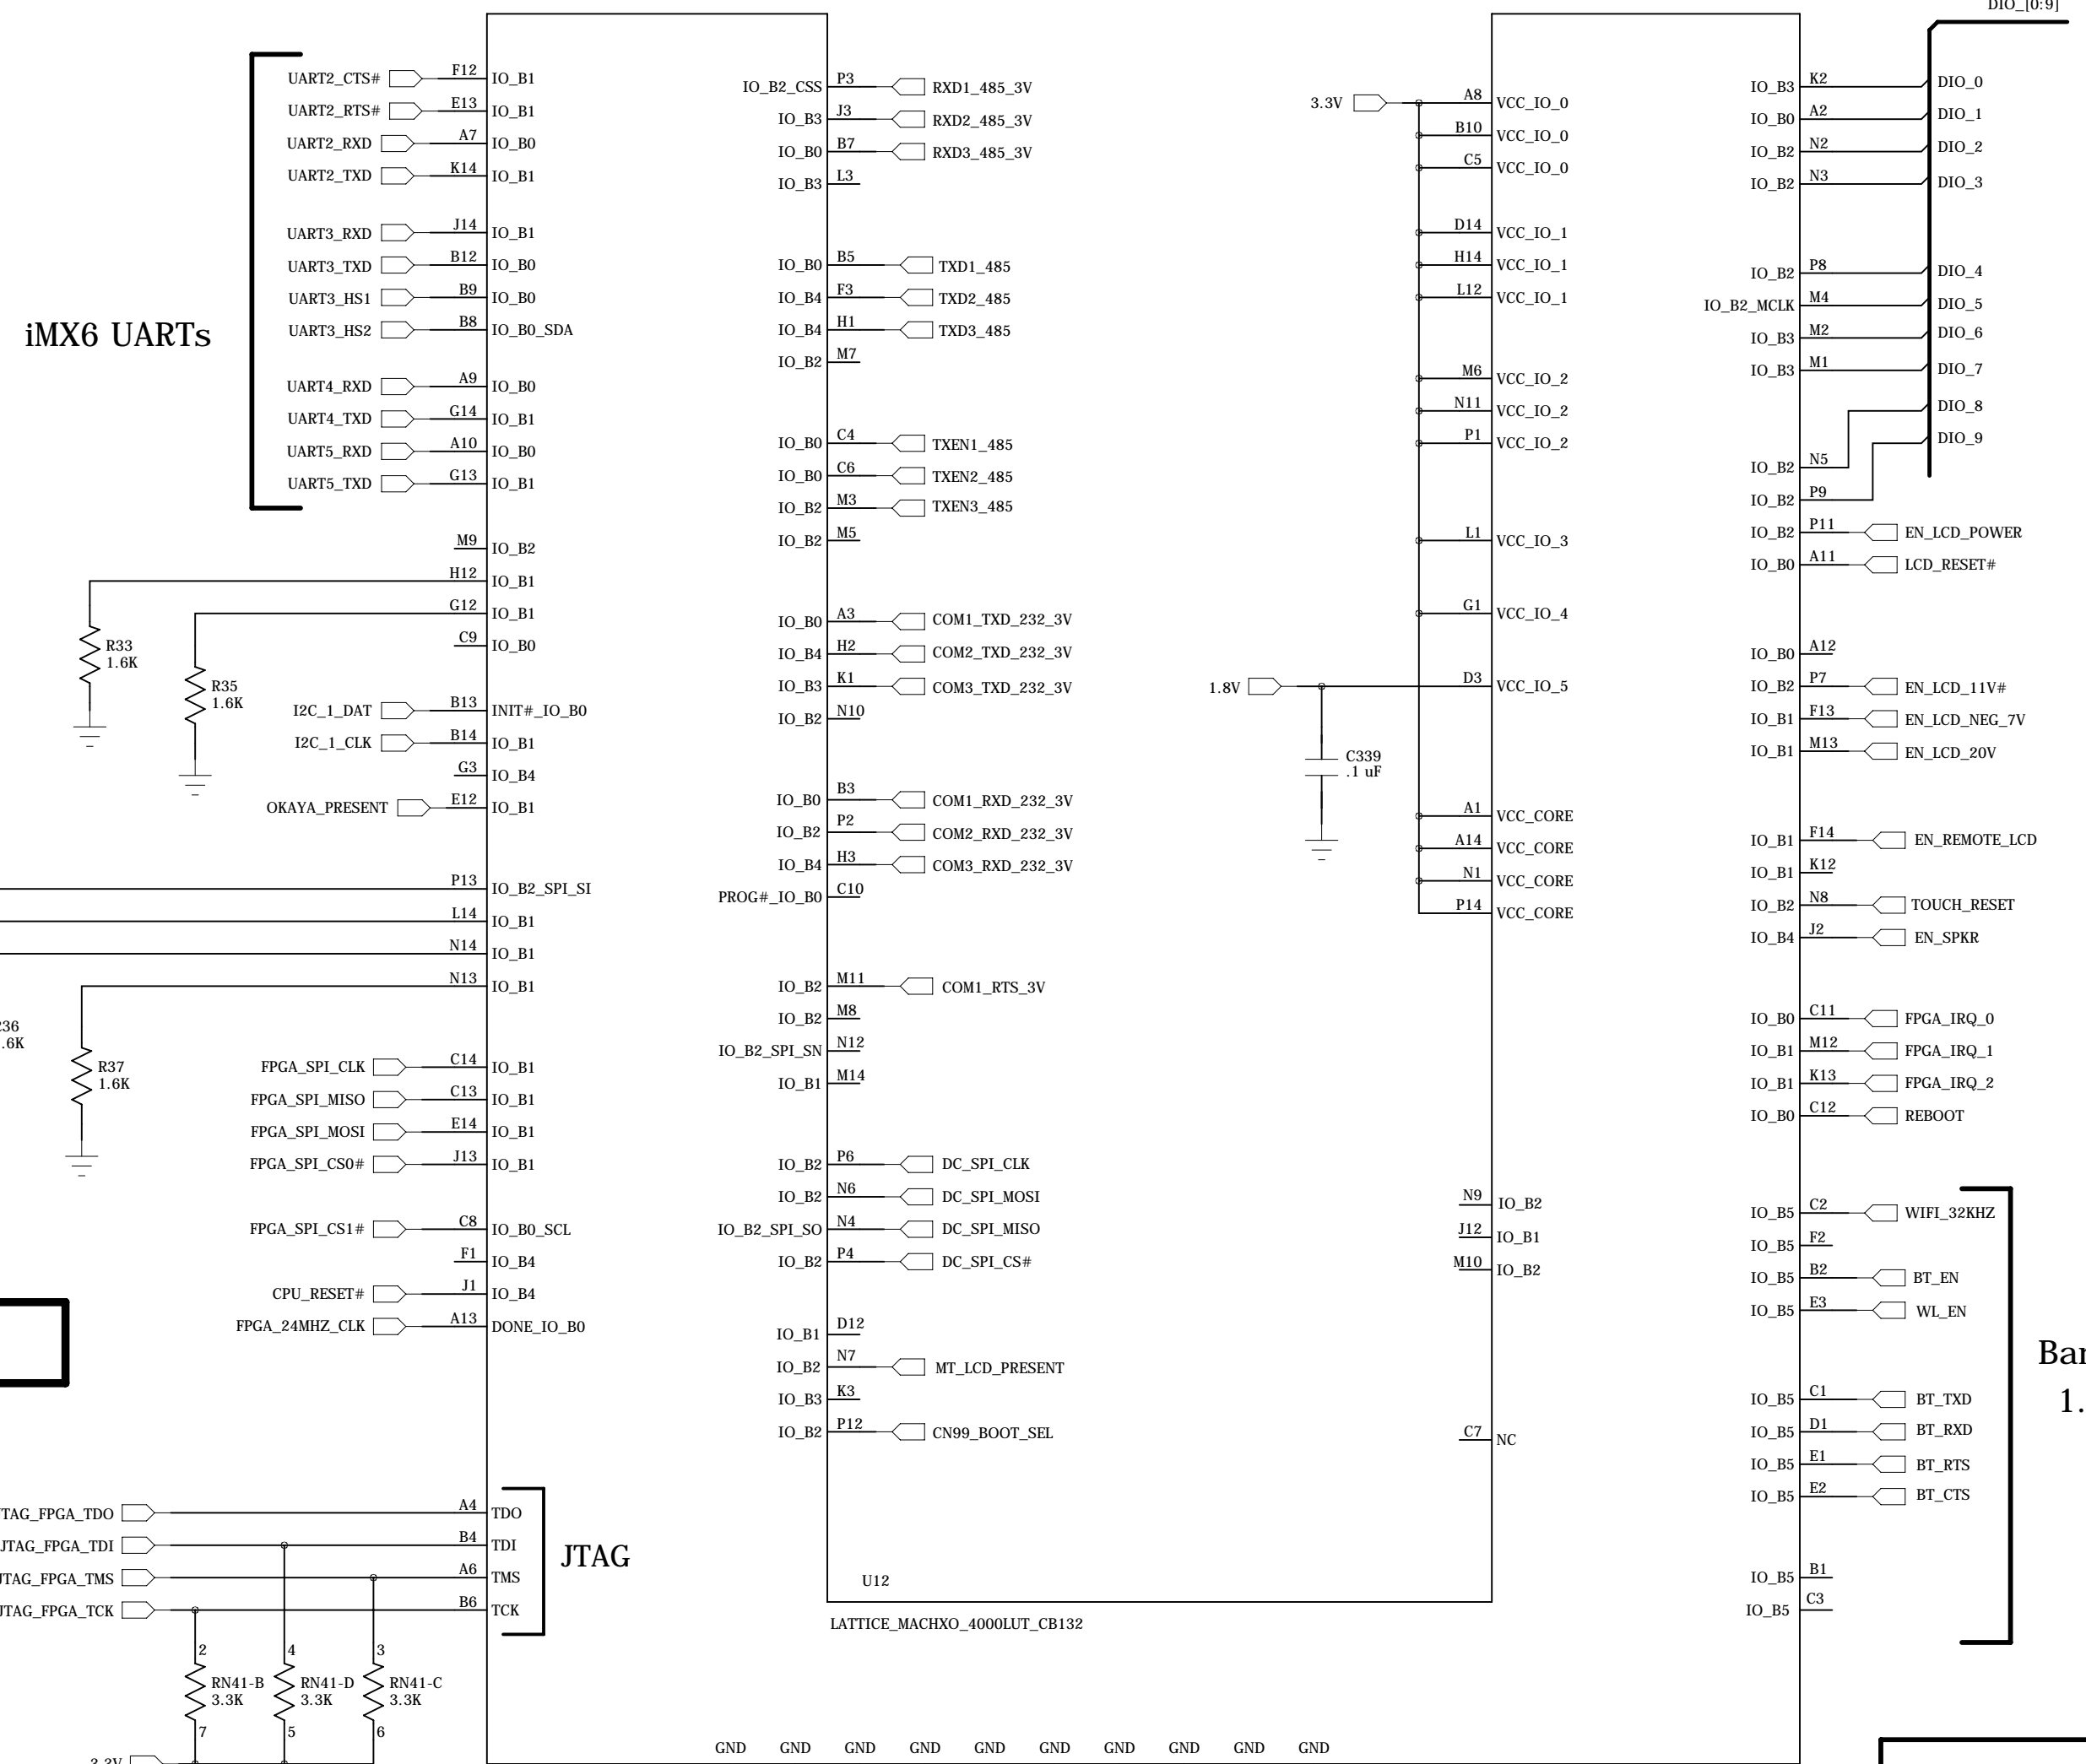 DIO_[0:9]
iMX6 UARTs
UART2_CTS# F12 IO_B1
UART2_RTS# E13 IO_B1
UART2_RXD A7 IO_B0
UART2_TXD K14 IO_B1
UART3_RXD J14 IO_B1
UART3_TXD B12 IO_B0
UART3_HS1 B9 IO_B0
UART3_HS2 B8 IO_B0_SDA
UART4_RXD A9 IO_B0
UART4_TXD G14 IO_B1
UART5_RXD A10 IO_B0
UART5_TXD G13 IO_B1
M9 IO_B2
H12 IO_B1
G12 IO_B1
C9 IO_B0
R33
1.6K
R35
1.6K
I2C_1_DAT B13 INIT#_IO_B0
I2C_1_CLK B14 IO_B1
G3 IO_B4
OKAYA_PRESENT E12 IO_B1
P13 IO_B2_SPI_SI
L14 IO_B1
N14 IO_B1
N13 IO_B1
R37
1.6K
FPGA_SPI_CLK C14 IO_B1
FPGA_SPI_MISO C13 IO_B1
FPGA_SPI_MOSI E14 IO_B1
FPGA_SPI_CS0# J13 IO_B1
FPGA_SPI_CS1# C8 IO_B0_SCL
F1 IO_B4
CPU_RESET# J1 IO_B4
FPGA_24MHZ_CLK A13 DONE_IO_B0
TAG_FPGA_TDO A4 TDO
JTAG_FPGA_TDI B4 TDI
JTAG_FPGA_TMS A6 TMS
JTAG_FPGA_TCK B6 TCK
JTAG
2 4 3
RN41-B RN41-D RN41-C
3.3K 3.3K 3.3K
7 5 6
3.3V
IO_B2_CSS P3 RXD1_485_3V
IO_B3 J3 RXD2_485_3V
IO_B0 B7 RXD3_485_3V
IO_B3 L3
IO_B0 B5 TXD1_485
IO_B4 F3 TXD2_485
IO_B4 H1 TXD3_485
IO_B2 M7
IO_B0 C4 TXEN1_485
IO_B0 C6 TXEN2_485
IO_B2 M3 TXEN3_485
IO_B2 M5
IO_B0 A3 COM1_TXD_232_3V
IO_B4 H2 COM2_TXD_232_3V
IO_B3 K1 COM3_TXD_232_3V
IO_B2 N10
IO_B0 B3 COM1_RXD_232_3V
IO_B2 P2 COM2_RXD_232_3V
IO_B4 H3 COM3_RXD_232_3V
PROG#_IO_B0 C10
IO_B2 M11 COM1_RTS_3V
IO_B2 M8
IO_B2_SPI_SN N12
IO_B1 M14
IO_B2 P6 DC_SPI_CLK
IO_B2 N6 DC_SPI_MOSI
IO_B2_SPI_SO N4 DC_SPI_MISO
IO_B2 P4 DC_SPI_CS#
IO_B1 D12
IO_B2 N7 MT_LCD_PRESENT
IO_B3 K3
IO_B2 P12 CN99_BOOT_SEL
U12
LATTICE_MACHXO_4000LUT_CB132
GND GND GND GND GND GND GND GND GND GND
3.3V A8 VCC_IO_0
B10 VCC_IO_0
C5 VCC_IO_0
D14 VCC_IO_1
H14 VCC_IO_1
L12 VCC_IO_1
M6 VCC_IO_2
N11 VCC_IO_2
P1 VCC_IO_2
L1 VCC_IO_3
G1 VCC_IO_4
1.8V D3 VCC_IO_5
C339
.1 uF
A1 VCC_CORE
A14 VCC_CORE
N1 VCC_CORE
P14 VCC_CORE
N9 IO_B2
J12 IO_B1
M10 IO_B2
C7 NC
IO_B3 K2 DIO_0
IO_B0 A2 DIO_1
IO_B2 N2 DIO_2
IO_B2 N3 DIO_3
IO_B2 P8 DIO_4
IO_B2_MCLK M4 DIO_5
IO_B3 M2 DIO_6
IO_B3 M1 DIO_7
DIO_8
DIO_9
IO_B2 N5
IO_B2 P9
IO_B2 P11 EN_LCD_POWER
IO_B0 A11 LCD_RESET#
IO_B0 A12
IO_B2 P7 EN_LCD_11V#
IO_B1 F13 EN_LCD_NEG_7V
IO_B1 M13 EN_LCD_20V
IO_B1 F14 EN_REMOTE_LCD
IO_B1 K12
IO_B2 N8 TOUCH_RESET
IO_B4 J2 EN_SPKR
IO_B0 C11 FPGA_IRQ_0
IO_B1 M12 FPGA_IRQ_1
IO_B1 K13 FPGA_IRQ_2
IO_B0 C12 REBOOT
IO_B5 C2 WIFI_32KHZ
IO_B5 F2
IO_B5 B2 BT_EN
IO_B5 E3 WL_EN
IO_B5 C1 BT_TXD
IO_B5 D1 BT_RXD
IO_B5 E1 BT_RTS
IO_B5 E2 BT_CTS
IO_B5 B1
IO_B5 C3